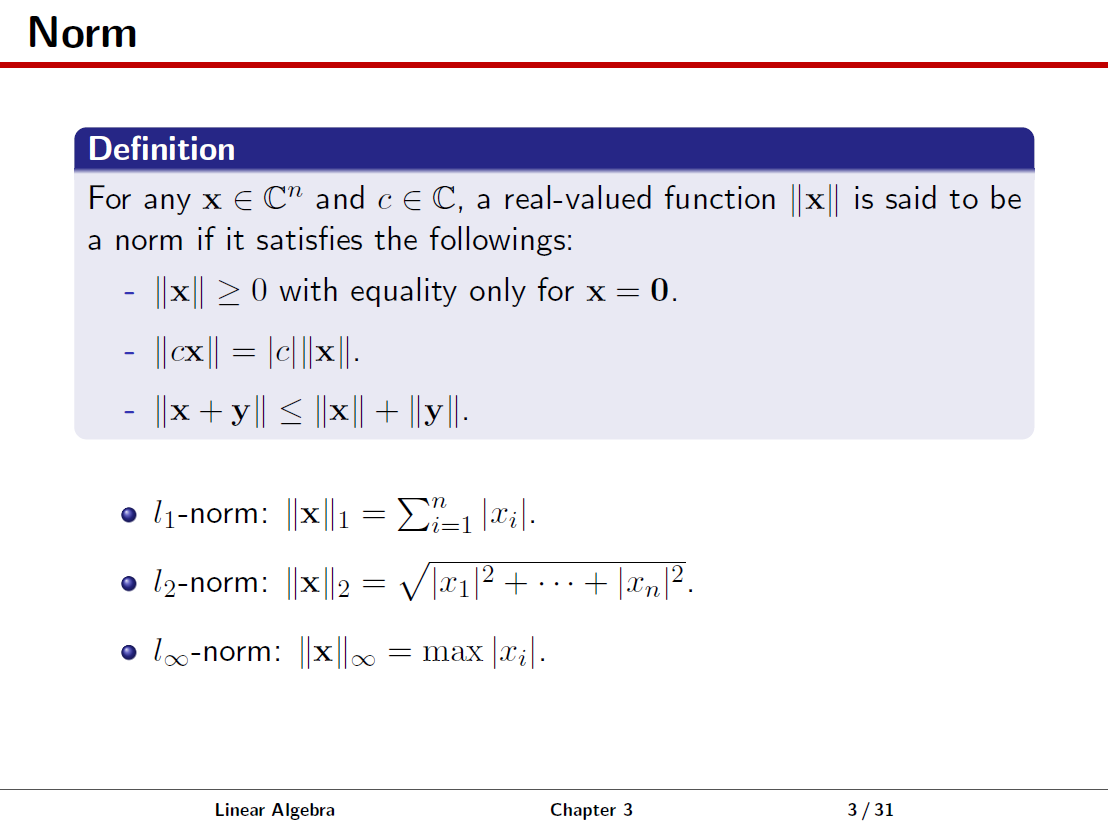 Norm
Definition
For any x ∈ ℂⁿ and c ∈ ℂ, a real-valued function ‖x‖ is said to be
a norm if it satisfies the followings:
- ‖x‖ ≥ 0 with equality only for x = 0.
- ‖cx‖ = |c|‖x‖.
- ‖x + y‖ ≤ ‖x‖ + ‖y‖.
• l₁-norm: ‖x‖₁ = ∑ⁿᵢ₌₁ |xᵢ|.
• l₂-norm: ‖x‖₂ = √(|x₁|² + ⋯ + |xₙ|²).
• l∞-norm: ‖x‖∞ = max |xᵢ|.
Linear Algebra Chapter 3 3 / 31